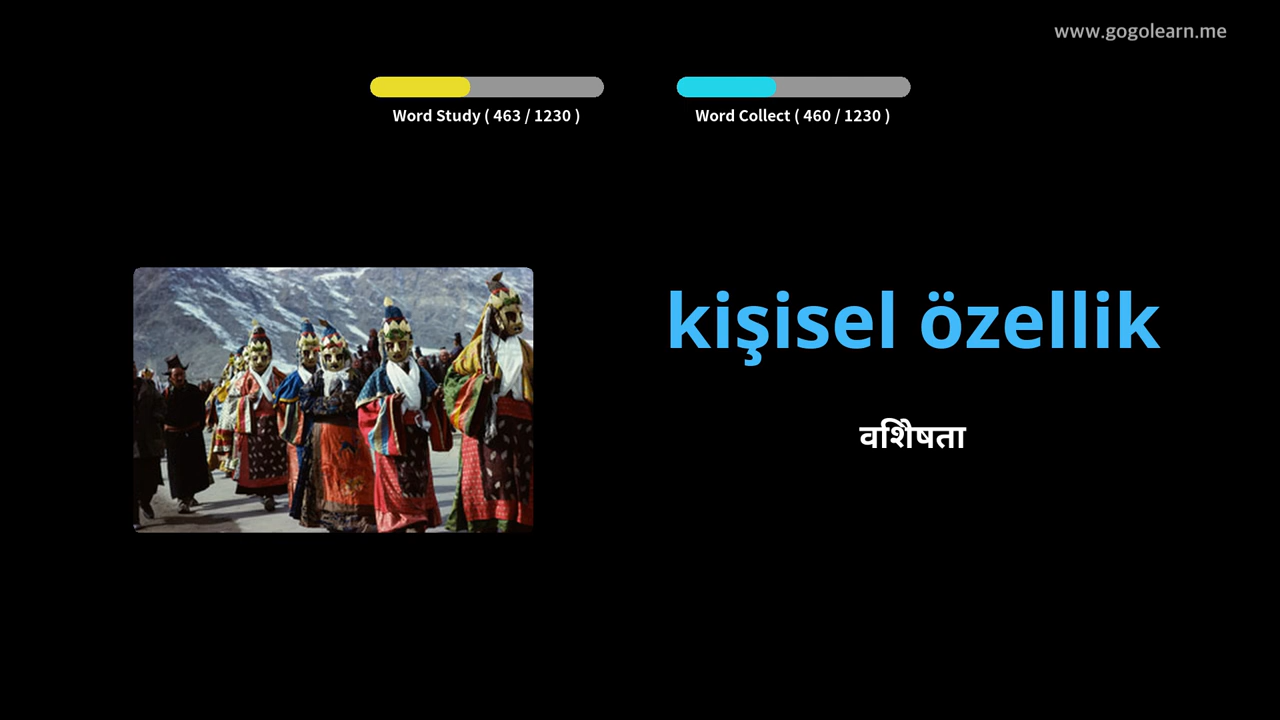 www.gogolearn.me
Word Study ( 463 / 1230 )
Word Collect ( 460 / 1230 )
kişisel özellik
वशिेषता